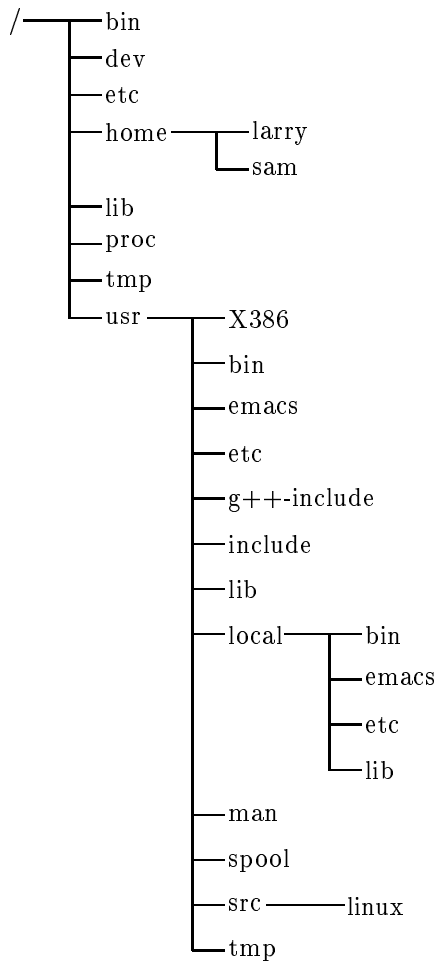 / bin
dev
etc
home larry
sam
lib
proc
tmp
usr X386
bin
emacs
etc
g++-include
include
lib
local bin
emacs
etc
lib
man
spool
src linux
tmp